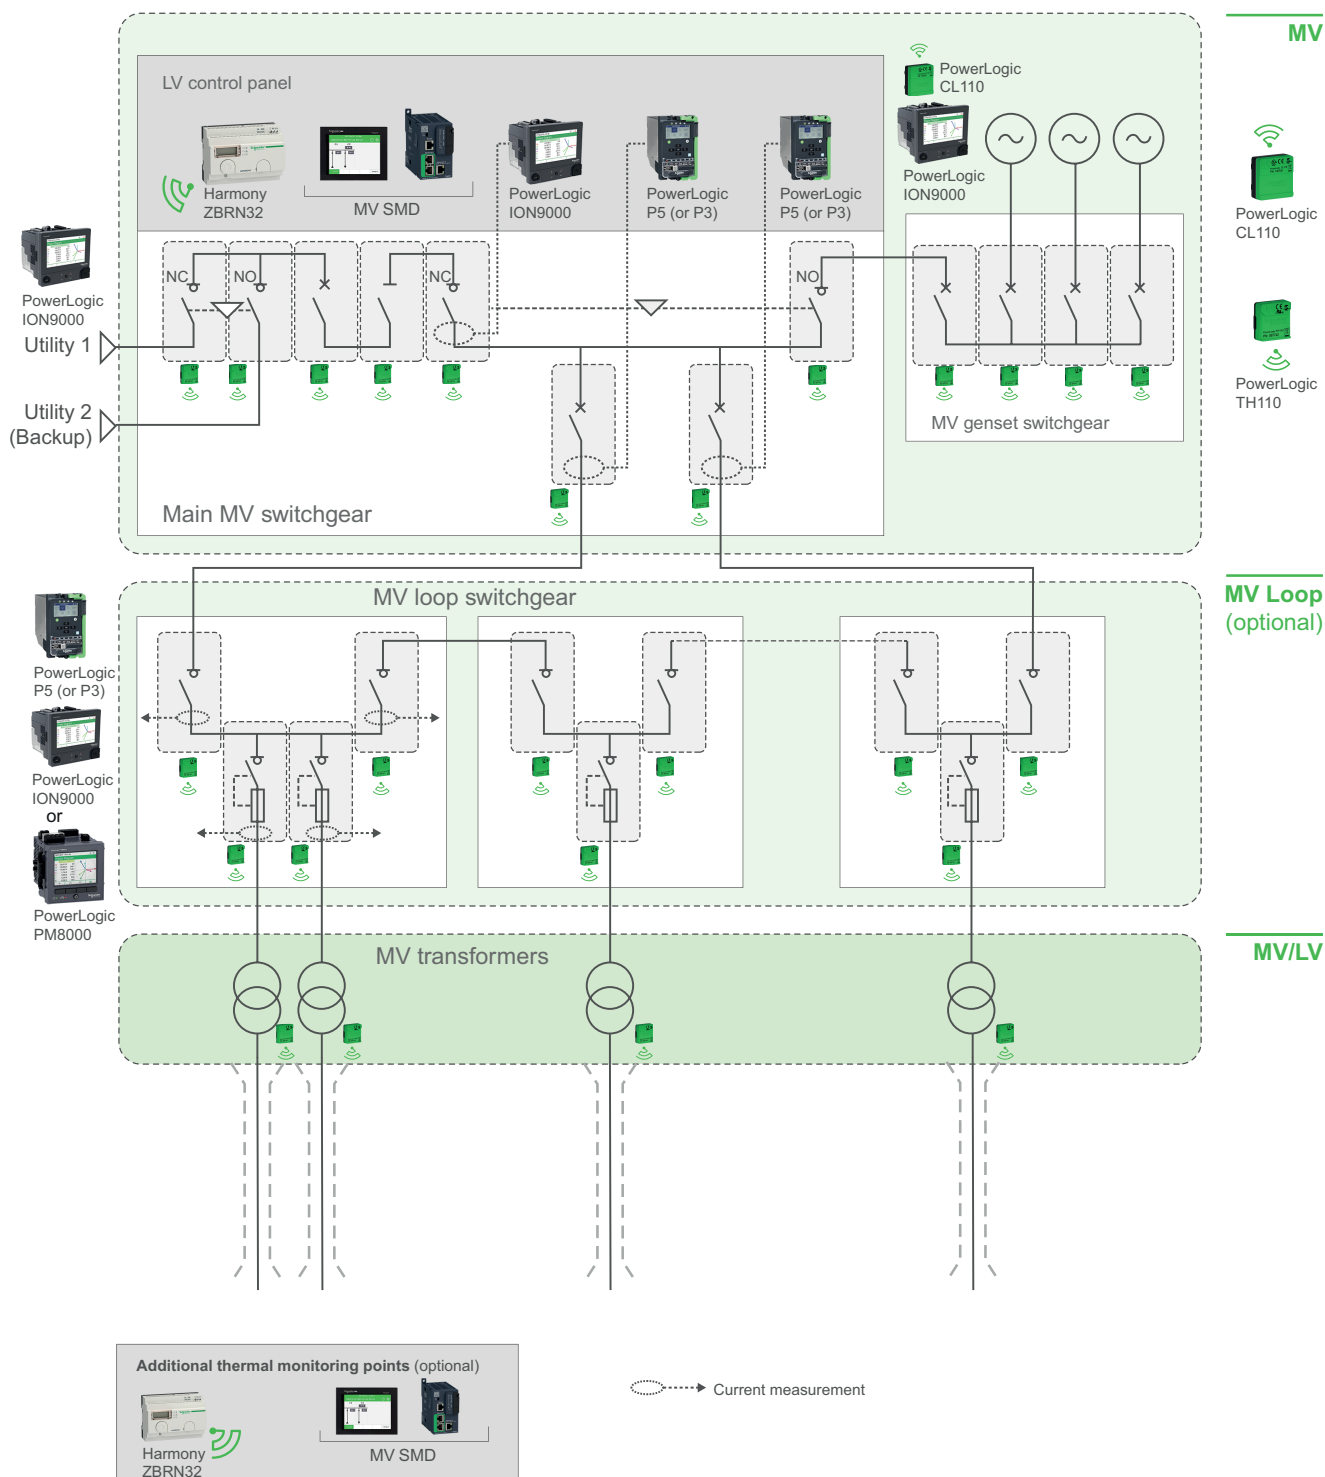 MV
LV control panel
PowerLogic
CL110
Harmony
ZBRN32
MV SMD
PowerLogic
ION9000
PowerLogic
P5 (or P3)
PowerLogic
P5 (or P3)
PowerLogic
ION9000
PowerLogic
CL110
PowerLogic
ION9000
NC
NO
NC
NO
Utility 1
Utility 2
(Backup)
PowerLogic
TH110
MV genset switchgear
Main MV switchgear
MV Loop
(optional)
MV loop switchgear
PowerLogic
P5 (or P3)
PowerLogic
ION9000
or
PowerLogic
PM8000
MV/LV
MV transformers
Additional thermal monitoring points (optional)
Harmony
ZBRN32
MV SMD
Current measurement